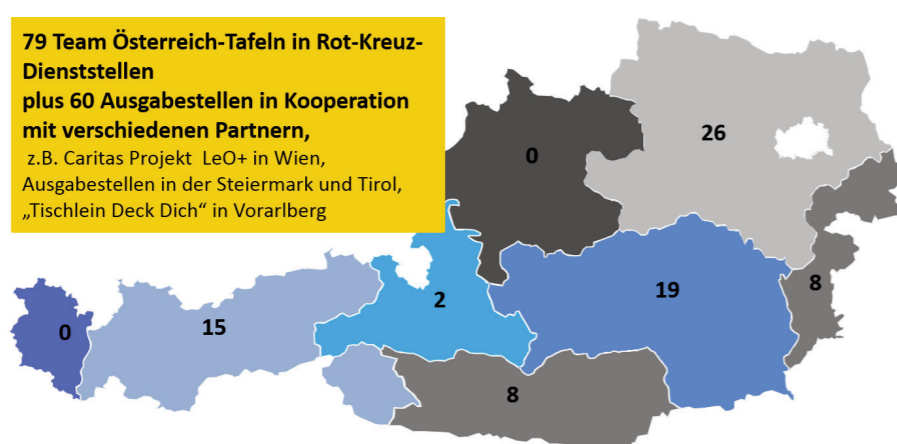 79 Team Österreich-Tafeln in Rot-Kreuz-
Dienststellen
plus 60 Ausgabestellen in Kooperation
mit verschiedenen Partnern,
z.B. Caritas Projekt LeO+ in Wien,
Ausgabestellen in der Steiermark und Tirol,
„Tischlein Deck Dich“ in Vorarlberg
26
0
19
8
2
15
0
8